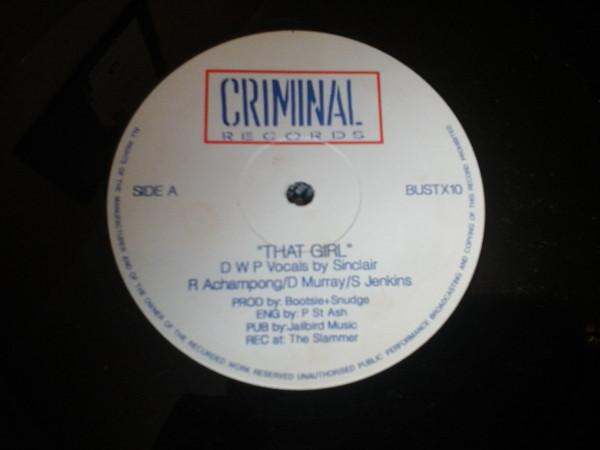 CRIMINAL
RECORDS
SIDE A
BUSTX10
"THAT GIRL"
D W P Vocals by Sinclair
R Achampong/D Murray/S Jenkins
PROD by: Bootsie+Snudge
ENG by: P St Ash
PUB by: Jailbird Music
REC at: The Slammer
ALL RIGHTS OF THE MANUFACTURER AND OF THE OWNER OF THE RECORDED WORK RESERVED UNAUTHORISED PUBLIC PERFORMANCE BROADCASTING AND COPYING OF THIS RECORD PROHIBITED